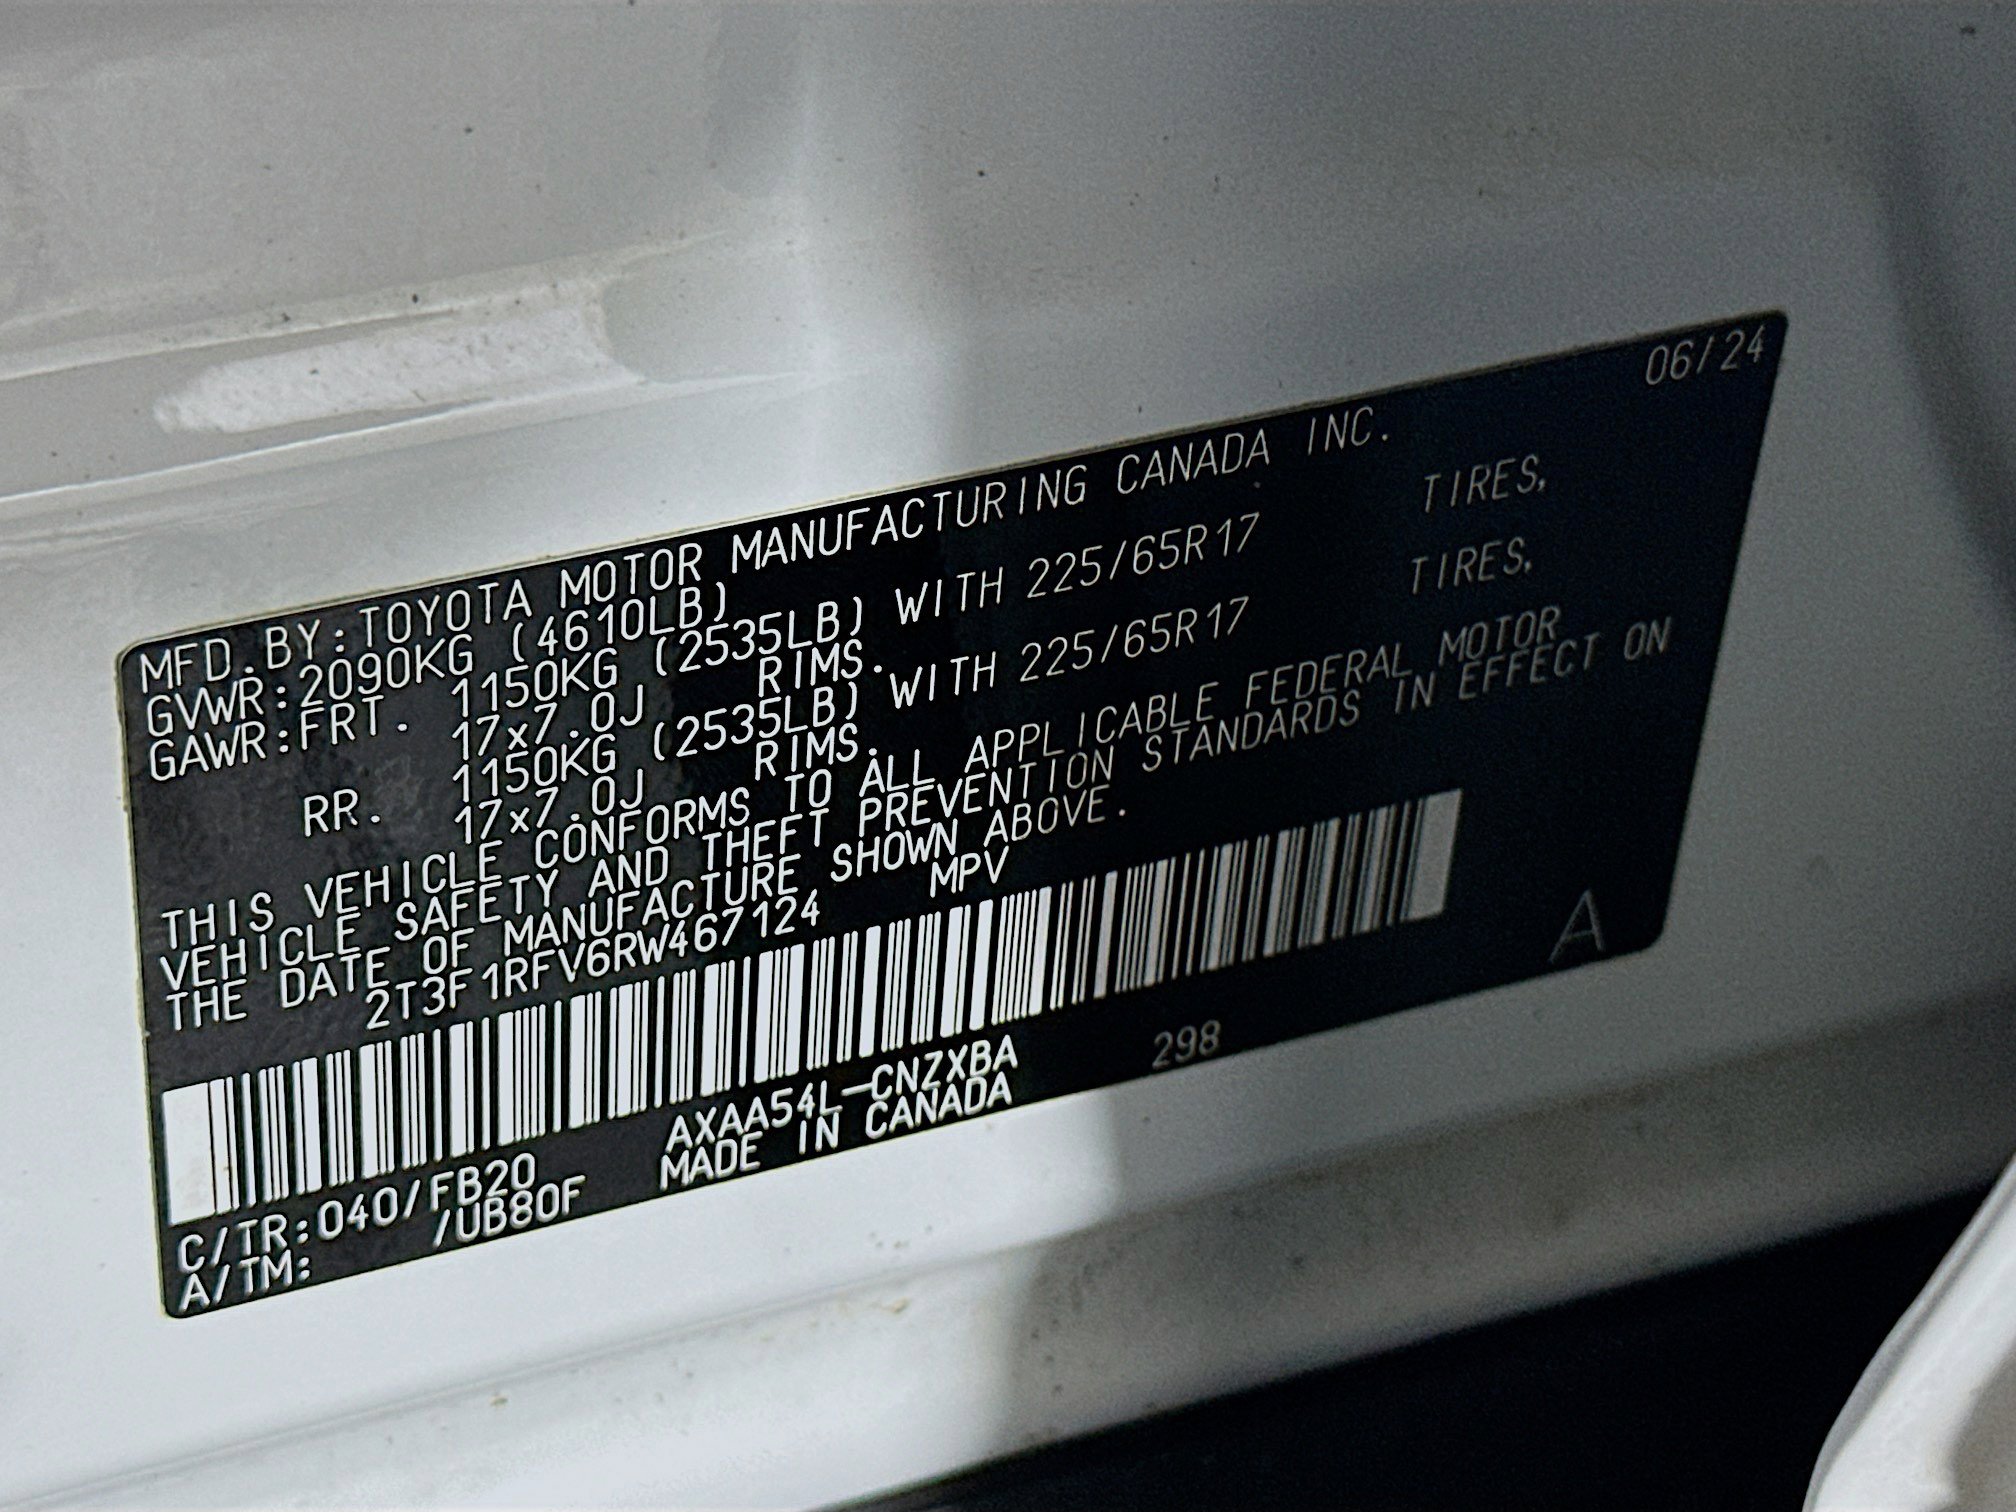 06/24
MFD.BY:TOYOTA MOTOR MANUFACTURING CANADA INC.
GVWR:2090KG (4610LB)
GAWR:FRT. 1150KG (2535LB) WITH 225/65R17 TIRES,
17x7.0J RIMS.
RR. 1150KG (2535LB) WITH 225/65R17 TIRES,
17x7.0J RIMS.
THIS VEHICLE CONFORMS TO ALL APPLICABLE FEDERAL MOTOR
VEHICLE SAFETY AND THEFT PREVENTION STANDARDS IN EFFECT ON
THE DATE OF MANUFACTURE SHOWN ABOVE.
2T3F1RFV6RW467124 MPV
A
C/TR:040/FB20 AXAA54L-CNZXBA 298
A/TM: /UB80F MADE IN CANADA